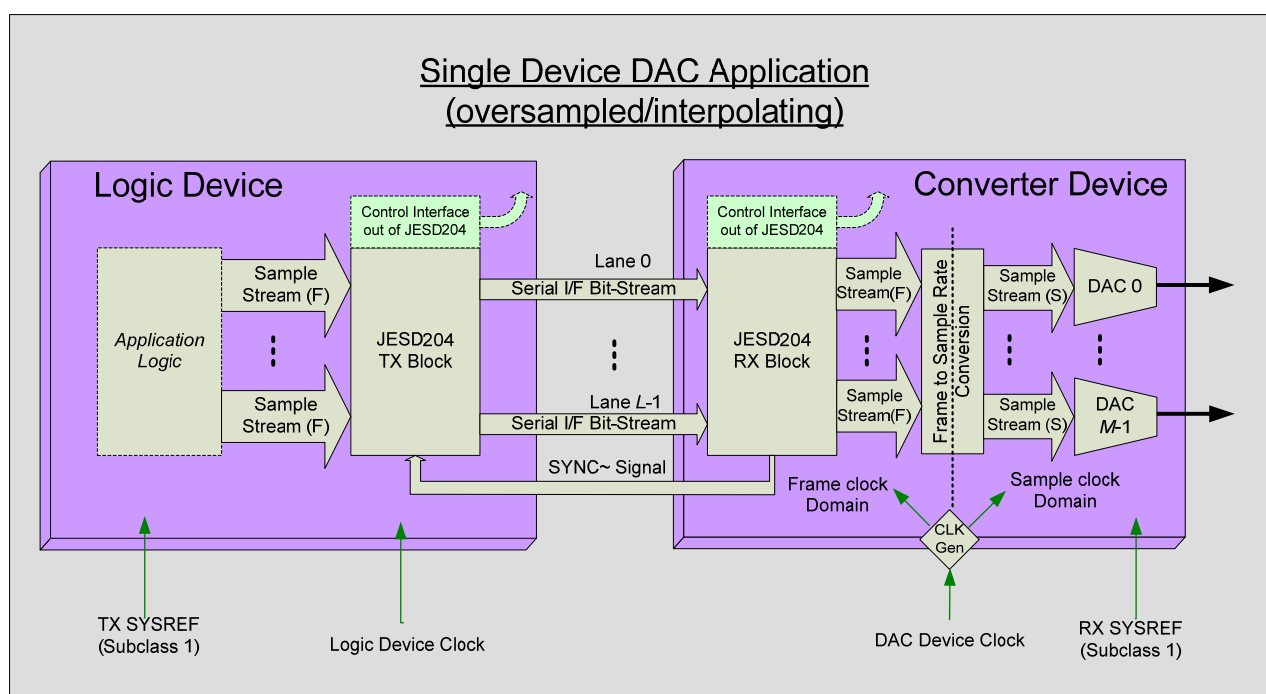 Single Device DAC Application
(oversampled/interpolating)
Logic Device
Converter Device
Control Interface
out of JESD204
Control Interface
out of JESD204
Application
Logic
Sample
Stream (F)
Sample
Stream (F)
JESD204
TX Block
Lane 0
Serial I/F Bit-Stream
Lane L-1
Serial I/F Bit-Stream
SYNC~ Signal
JESD204
RX Block
Sample
Stream(F)
Sample
Stream(F)
Frame to Sample Rate
Conversion
Sample
Stream (S)
Sample
Stream (S)
DAC 0
DAC
M-1
Frame clock
Domain
Sample clock
Domain
CLK
Gen
TX SYSREF
(Subclass 1)
Logic Device Clock
DAC Device Clock
RX SYSREF
(Subclass 1)